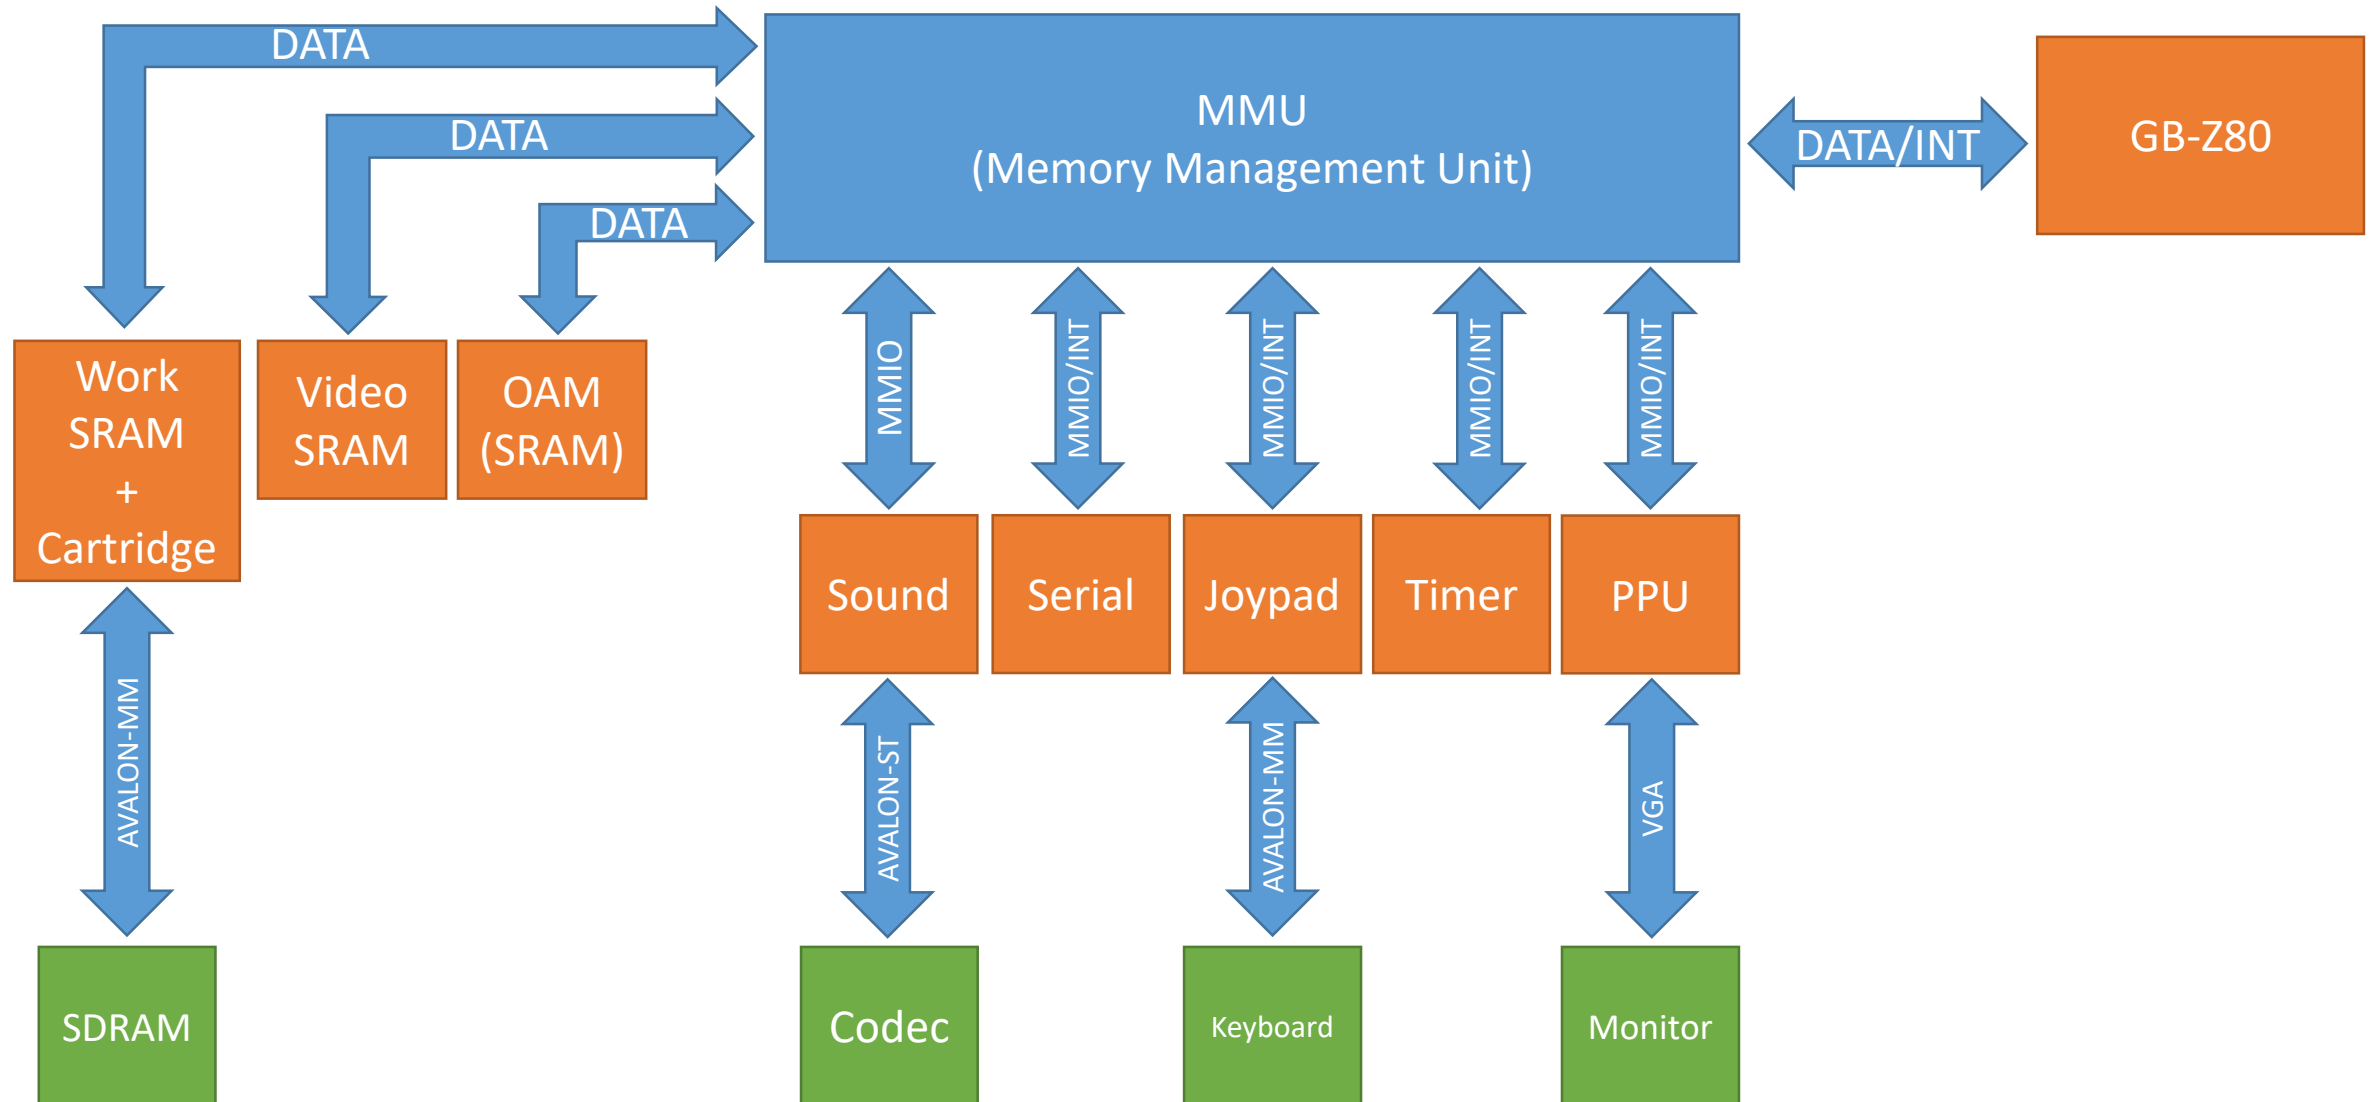 DATA
DATA
DATA
MMU
(Memory Management Unit)
DATA/INT
GB-Z80
Work
SRAM
+
Cartridge
Video
SRAM
OAM
(SRAM)
MMIO
MMIO/INT
MMIO/INT
MMIO/INT
MMIO/INT
Sound
Serial
Joypad
Timer
PPU
AVALON-MM
AVALON-ST
AVALON-MM
VGA
SDRAM
Codec
Keyboard
Monitor